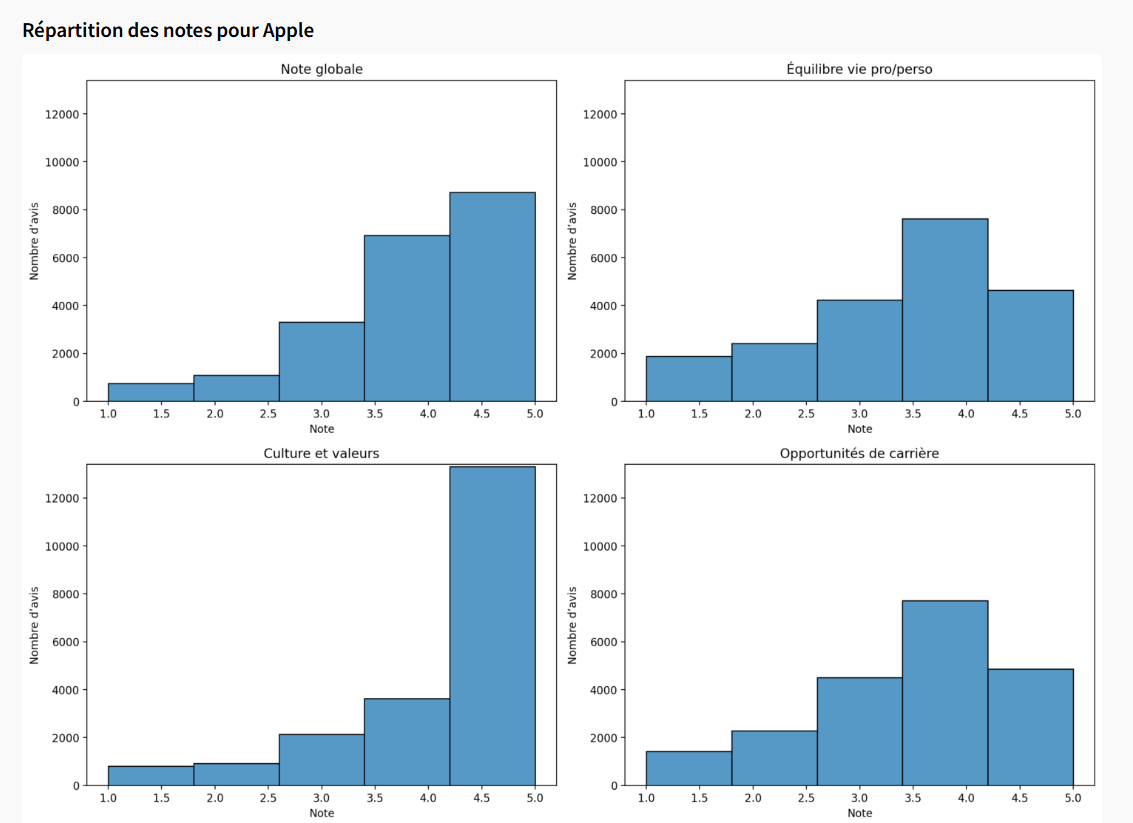 Répartition des notes pour Apple
Note globale
Équilibre vie pro/perso
12000
10000
8000
6000
4000
2000
0
Nombre d'avis
1.0 1.5 2.0 2.5 3.0 3.5 4.0 4.5 5.0
Note
12000
10000
8000
6000
4000
2000
0
Nombre d'avis
1.0 1.5 2.0 2.5 3.0 3.5 4.0 4.5 5.0
Note
Culture et valeurs
Opportunités de carrière
12000
10000
8000
6000
4000
2000
0
Nombre d'avis
1.0 1.5 2.0 2.5 3.0 3.5 4.0 4.5 5.0
Note
12000
10000
8000
6000
4000
2000
0
Nombre d'avis
1.0 1.5 2.0 2.5 3.0 3.5 4.0 4.5 5.0
Note